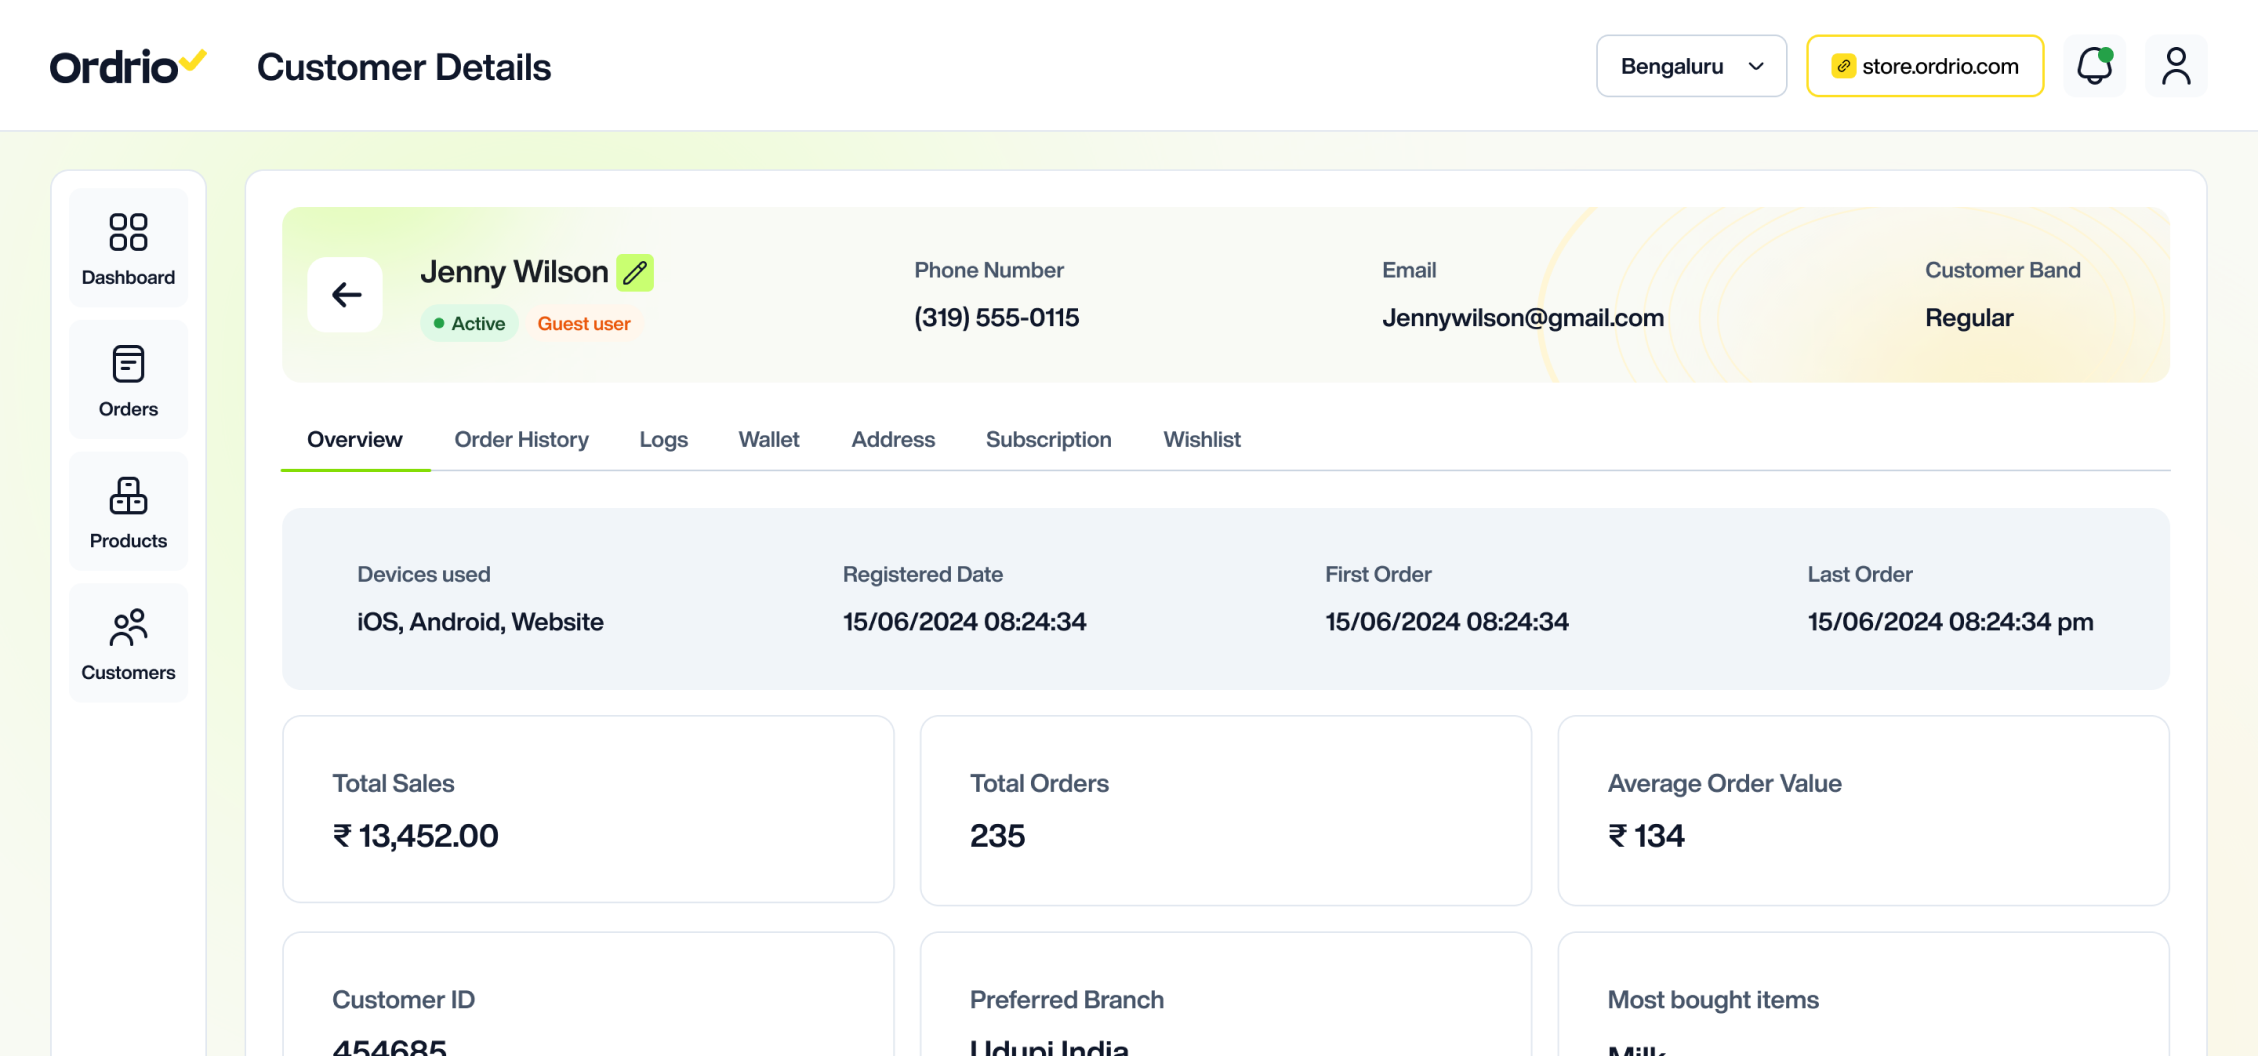 Ordrio
Customer Details
Bengaluru
store.ordrio.com
Dashboard
Orders
Products
Customers
Jenny Wilson
Active
Guest user
Phone Number
(319) 555-0115
Email
Jennywilson@gmail.com
Customer Band
Regular
Overview
Order History
Logs
Wallet
Address
Subscription
Wishlist
Devices used
iOS, Android, Website
Registered Date
15/06/2024 08:24:34
First Order
15/06/2024 08:24:34
Last Order
15/06/2024 08:24:34 pm
Total Sales
₹ 13,452.00
Total Orders
235
Average Order Value
₹ 134
Customer ID
454685
Preferred Branch
Udupi India
Most bought items
Milk